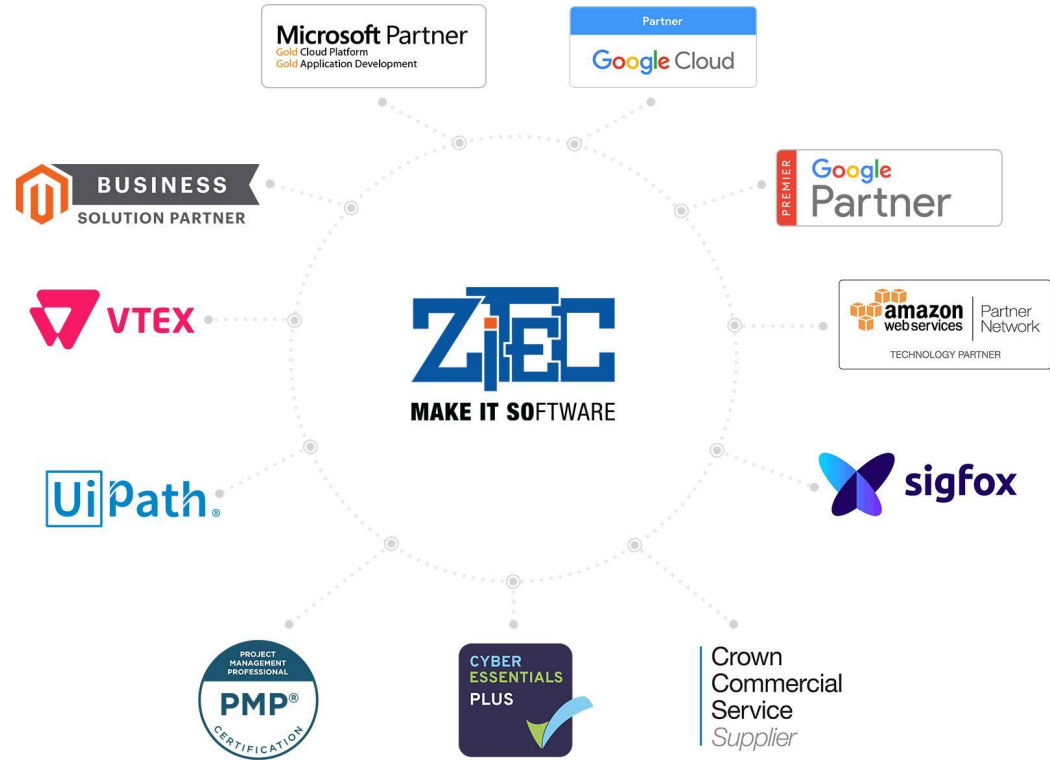 Microsoft Partner
Gold Cloud Platform
Gold Application Development
Partner
Google Cloud
BUSINESS
SOLUTION PARTNER
PREMIER
Google
Partner
VTEX
ZiTEC
MAKE IT SOFTWARE
amazon
webservices
Partner
Network
TECHNOLOGY PARTNER
UiPath®
sigfox
PROJECT
MANAGEMENT
PROFESSIONAL
PMP®
CERTIFICATION
CYBER
ESSENTIALS
PLUS
Crown
Commercial
Service
Supplier